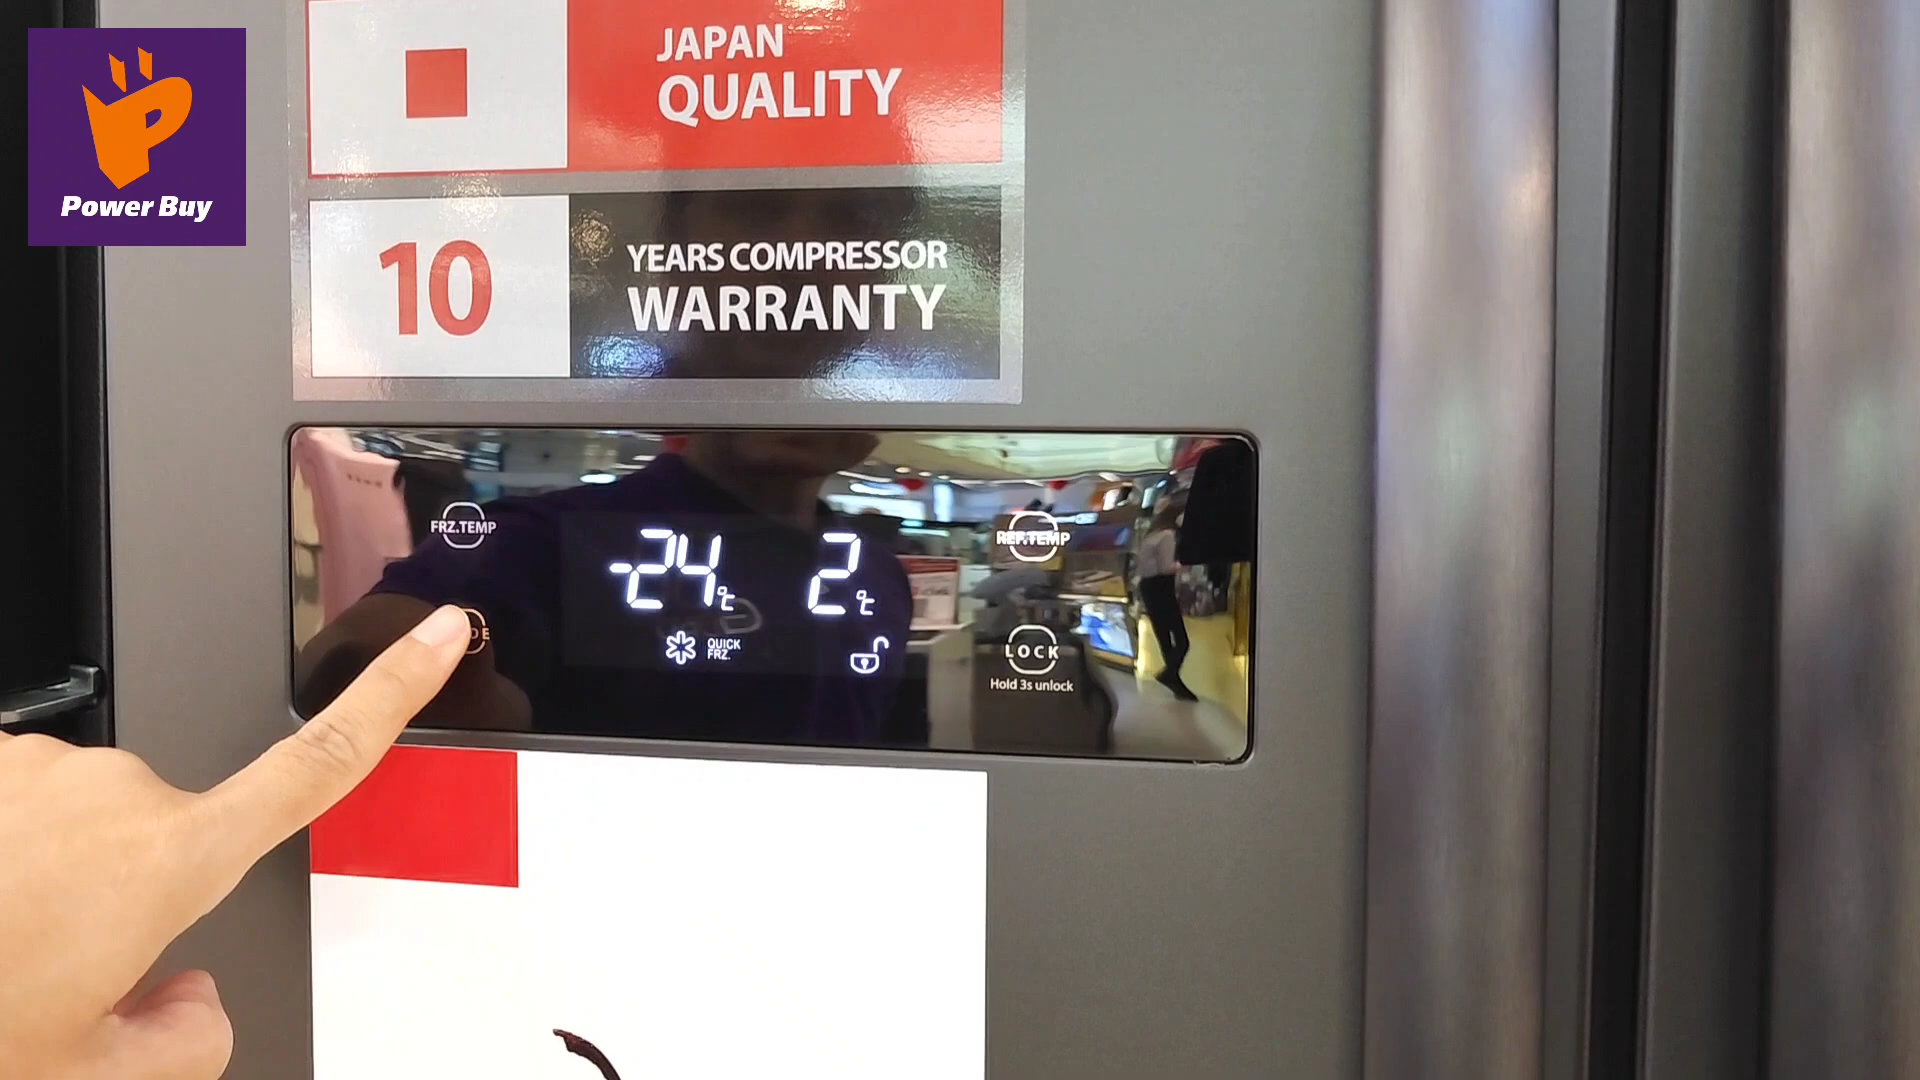 Power Buy
JAPAN
QUALITY
10
YEARS COMPRESSOR
WARRANTY
FRZ.TEMP
-24°C
2°C
REF.TEMP
QUICK
FRZ.
LOCK
Hold 3s unlock